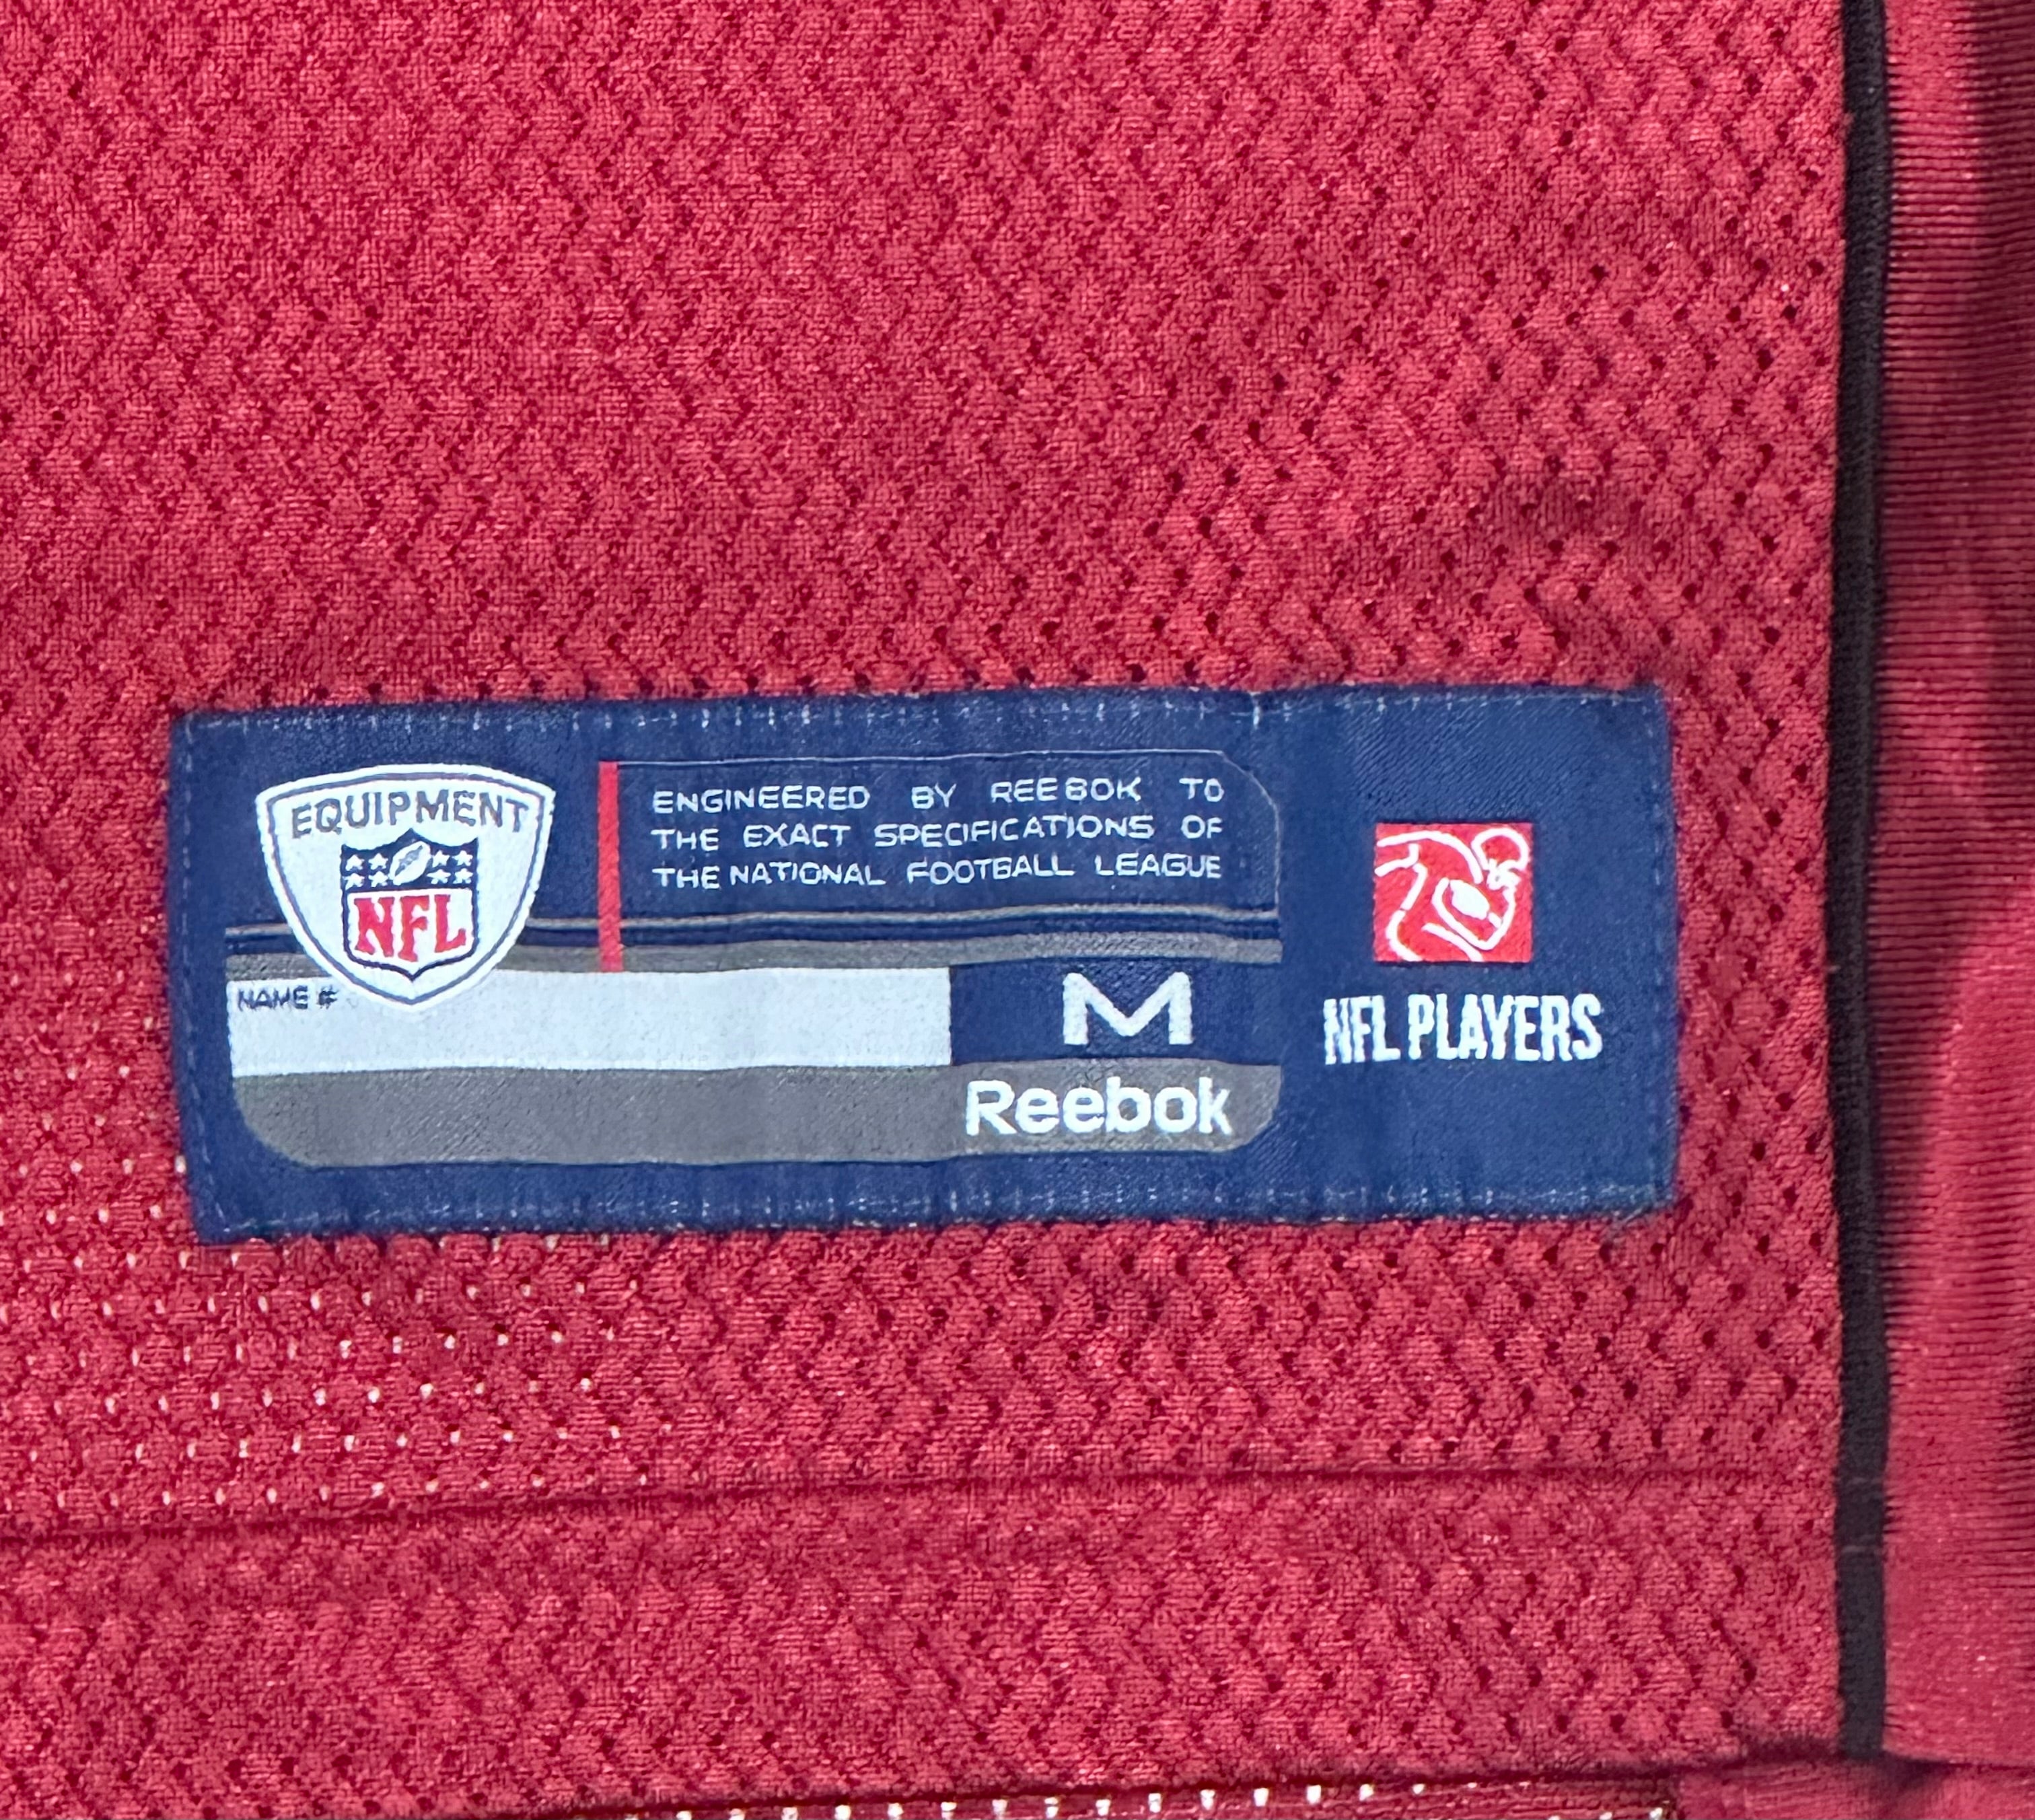 EQUIPMENT
NFL
ENGINEERED BY REEBOK TO
THE EXACT SPECIFICATIONS OF
THE NATIONAL FOOTBALL LEAGUE
NAME #
M
Reebok
NFL PLAYERS